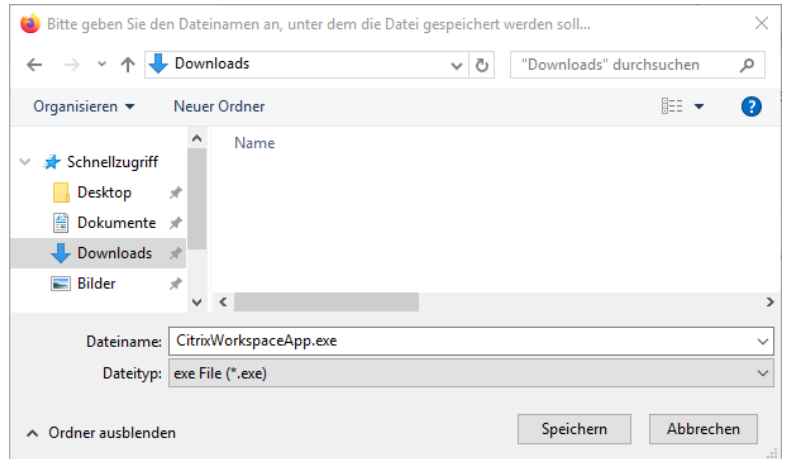 Bitte geben Sie den Dateinamen an, unter dem die Datei gespeichert werden soll...
Downloads
"Downloads" durchsuchen
Organisieren
Neuer Ordner
?
Name
Schnellzugriff
Desktop
Dokumente
Downloads
Bilder
Dateiname: CitrixWorkspaceApp.exe
Dateityp: exe File (*.exe)
Ordner ausblenden
Speichern
Abbrechen